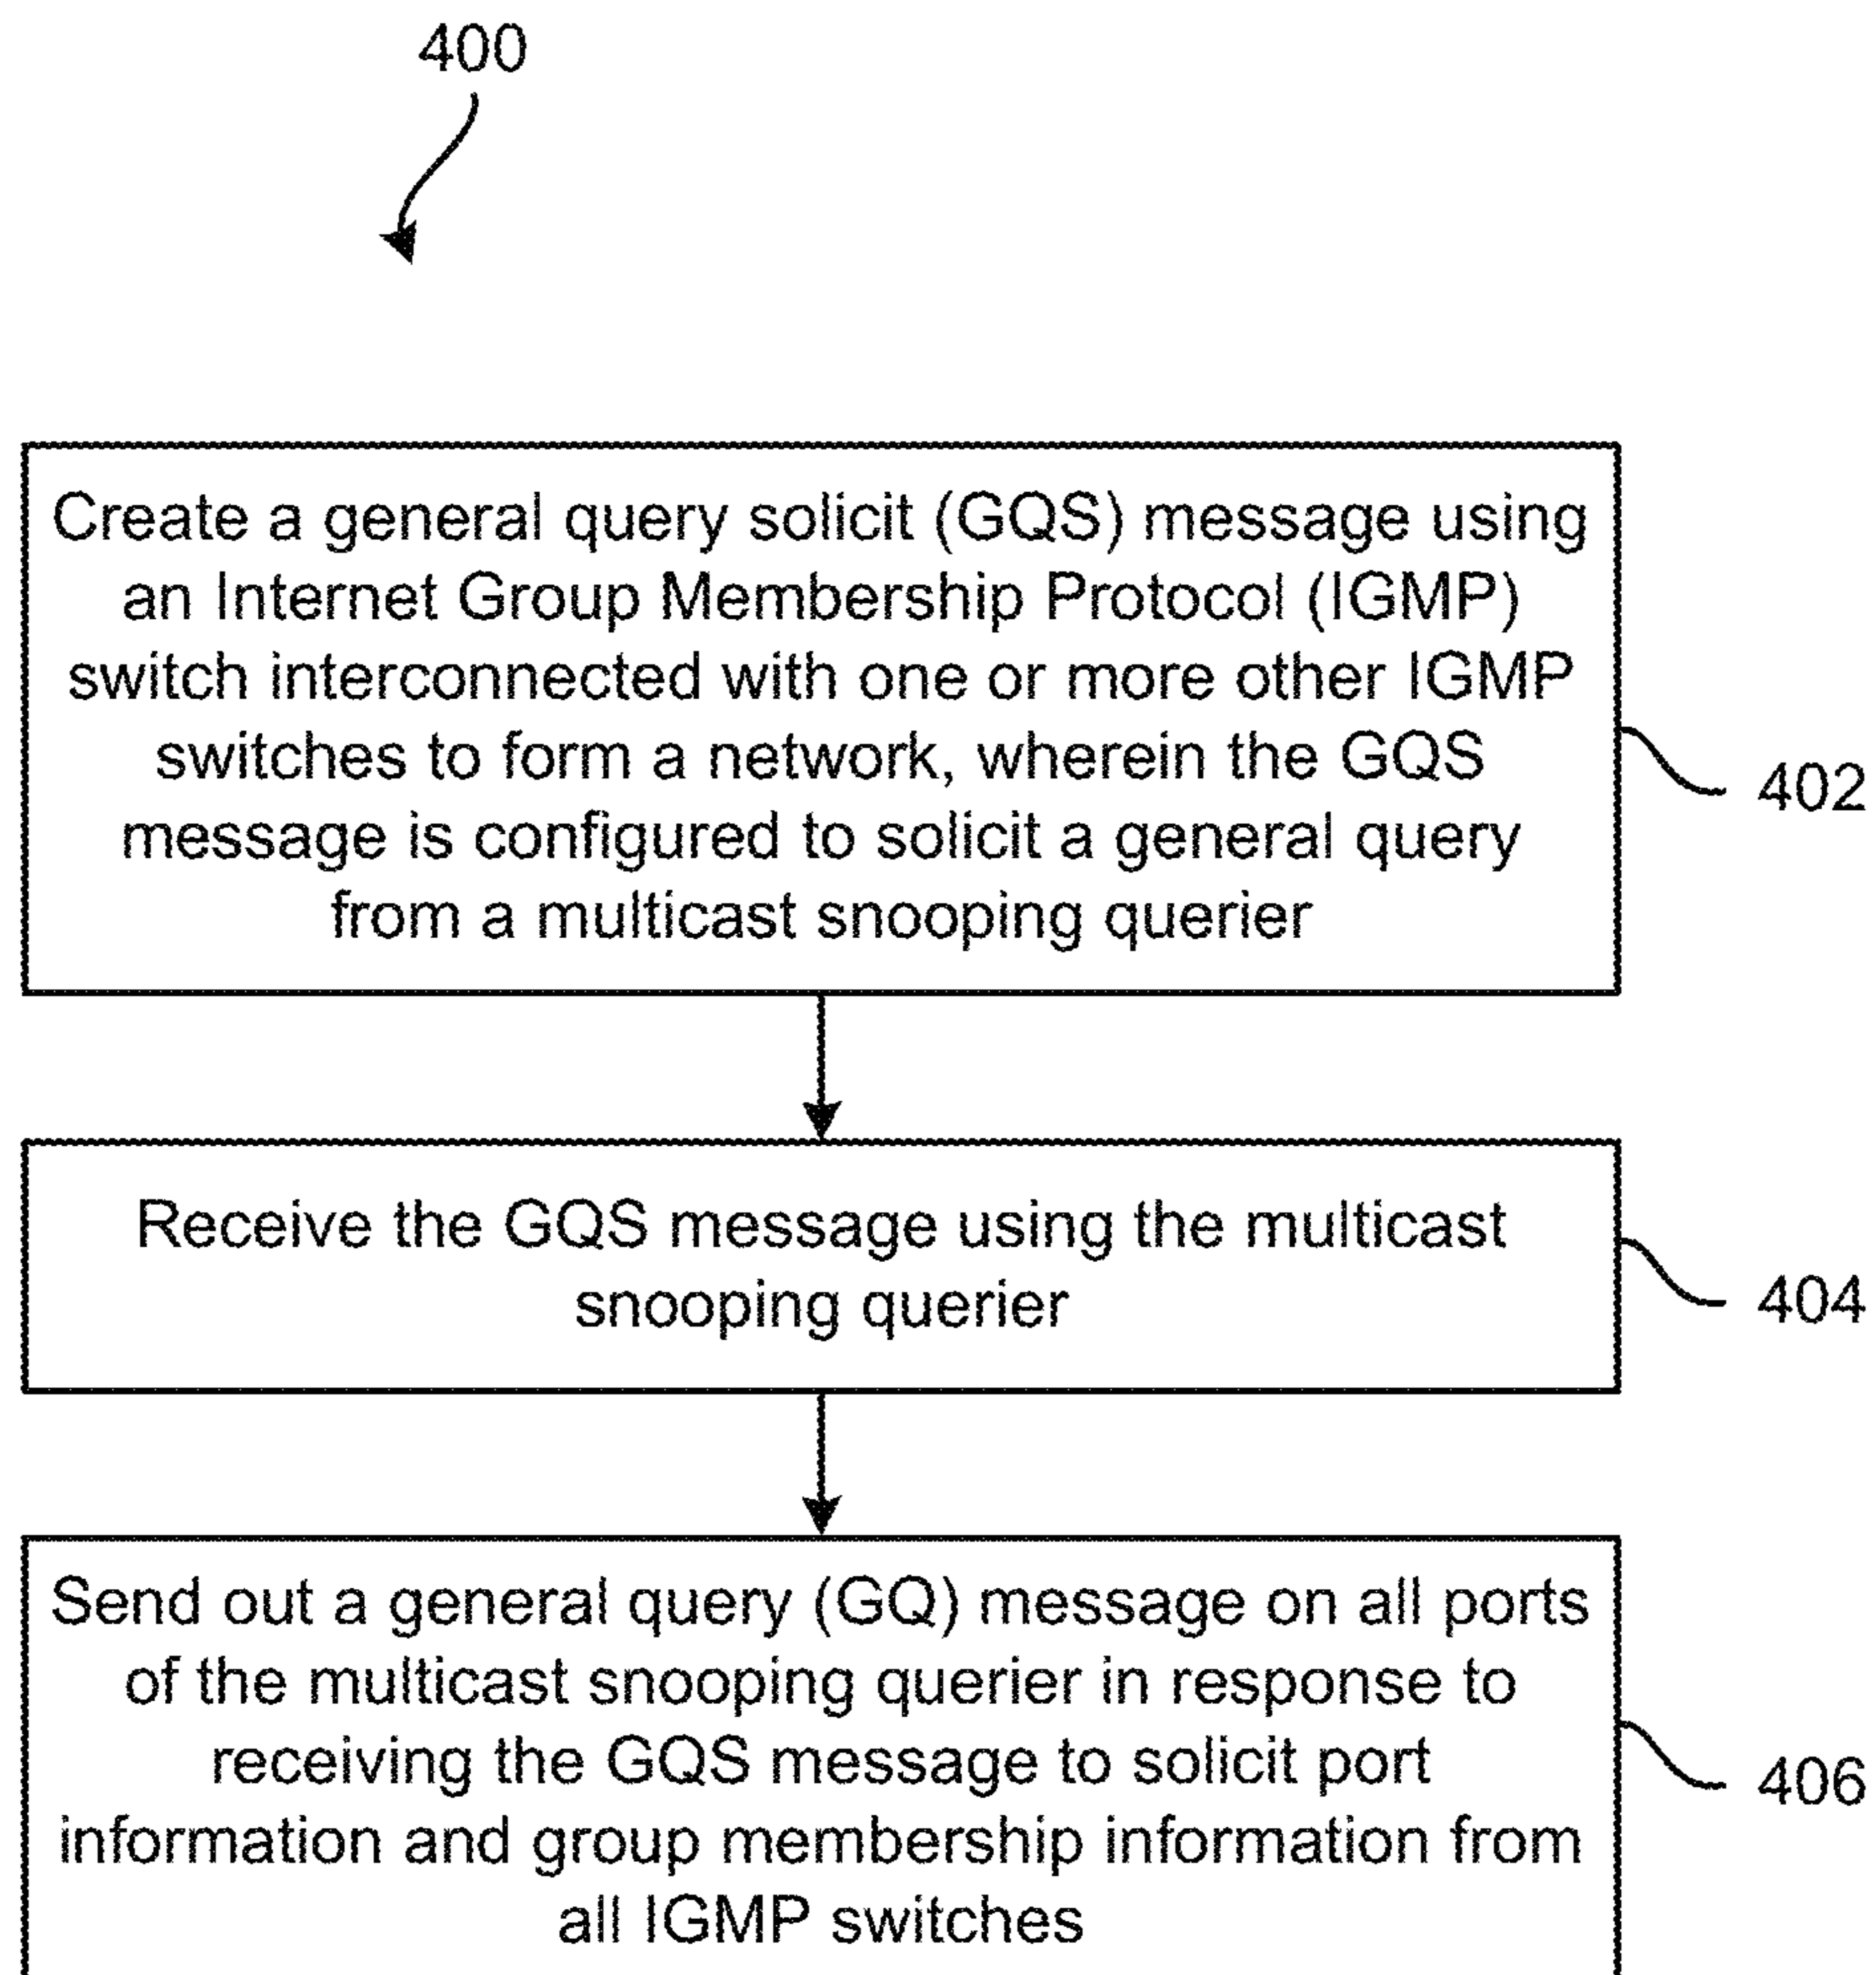 400
Create a general query solicit (GQS) message using
an Internet Group Membership Protocol (IGMP)
switch interconnected with one or more other IGMP
switches to form a network, wherein the GQS
message is configured to solicit a general query
from a multicast snooping querier
402
Receive the GQS message using the multicast
snooping querier
404
Send out a general query (GQ) message on all ports
of the multicast snooping querier in response to
receiving the GQS message to solicit port
information and group membership information from
all IGMP switches
406